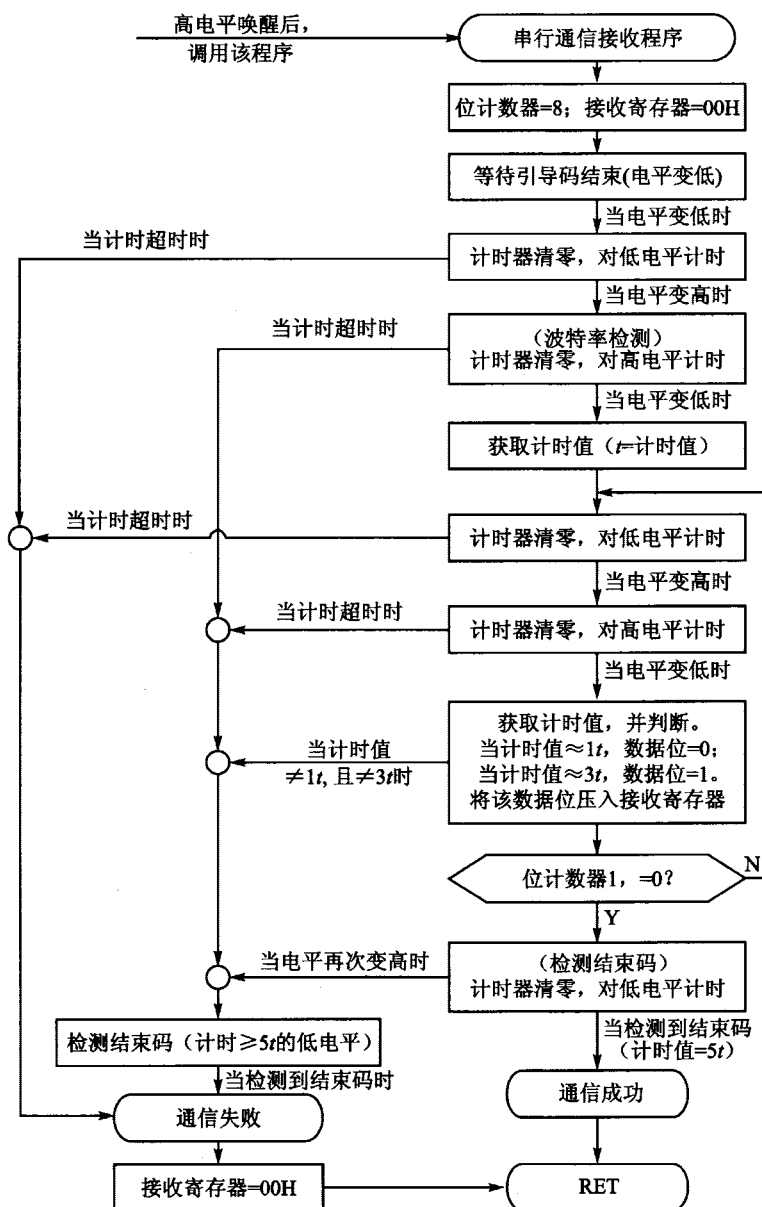 高电平唤醒后，
调用该程序
串行通信接收程序
位计数器=8；接收寄存器=00H
等待引导码结束(电平变低)
当电平变低时
当计时超时时
计时器清零，对低电平计时
当电平变高时
当计时超时时
（波特率检测）
计时器清零，对高电平计时
当电平变低时
获取计时值（t=计时值）
当计时超时时
计时器清零，对低电平计时
当电平变高时
当计时超时时
计时器清零，对高电平计时
当电平变低时
获取计时值，并判断。
当计时值≈1t，数据位=0；
当计时值≈3t，数据位=1。
将该数据位压入接收寄存器
当计时值
≠1t, 且≠3t时
位计数器1，=0？
N
Y
当电平再次变高时
（检测结束码）
计时器清零，对低电平计时
检测结束码（计时≥5t的低电平）
当检测到结束码
（计时值=5t）
当检测到结束码时
通信失败
通信成功
接收寄存器=00H
RET